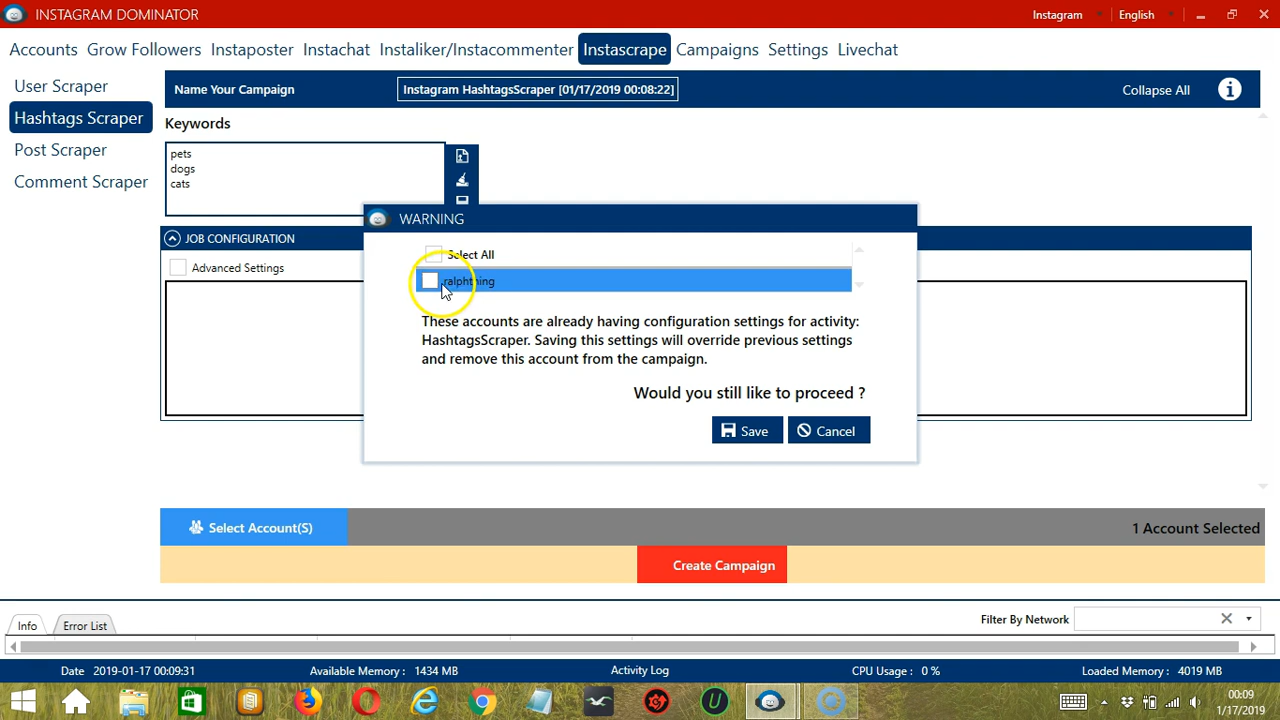 INSTAGRAM DOMINATOR
Instagram
English
Accounts Grow Followers Instaposter Instachat Instaliker/Instacommenter Instascrape Campaigns Settings Livechat
User Scraper
Hashtags Scraper
Post Scraper
Comment Scraper
Name Your Campaign
Instagram HashtagsScraper [01/17/2019 00:08:22]
Collapse All
Keywords
pets
dogs
cats
JOB CONFIGURATION
Advanced Settings
WARNING
Select All
ralphthing
These accounts are already having configuration settings for activity:
HashtagsScraper. Saving this settings will override previous settings
and remove this account from the campaign.
Would you still like to proceed ?
Save
Cancel
Select Account(S)
1 Account Selected
Create Campaign
Info
Error List
Filter By Network
Date 2019-01-17 00:09:31
Available Memory : 1434 MB
Activity Log
CPU Usage : 0 %
Loaded Memory : 4019 MB
00:09
1/17/2019